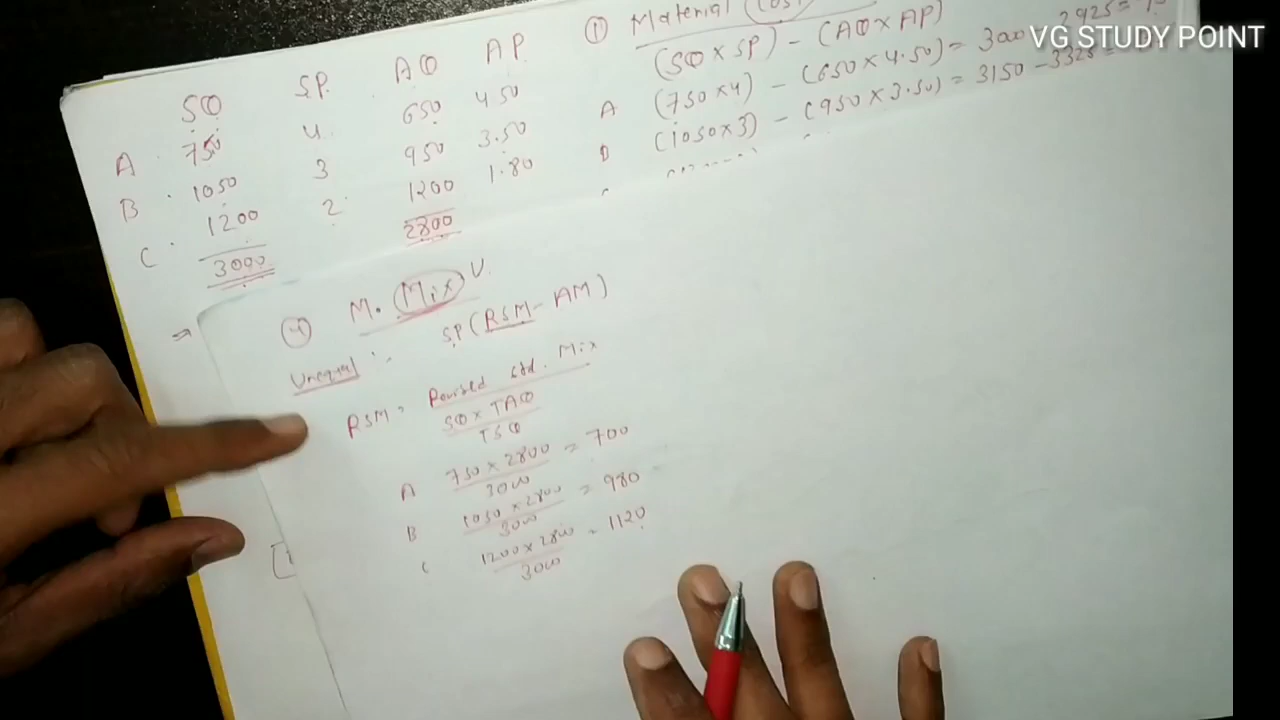 VG STUDY POINT
SQ SP. AQ AP
A 750 4 650 4.50
B 1050 3 950 3.50
C 1200 2 1200 1.80
3000 2800
① Material Cost
(SQ × SP) - (AQ × AP)
A (750 × 4) - (650 × 4.50) = 3000 2925 =
(1050 × 3) - (950 × 3.50) = 3150 - 3325 =
④ M. Mix V.
Unequal :- SP (RSM - AM)
RSM = Revised std. Mix
SQ × TAQ
TSQ
A 750 × 2800 = 700
3000
B 1050 × 2800 = 980
3000
C 1200 × 2800 = 1120
3000